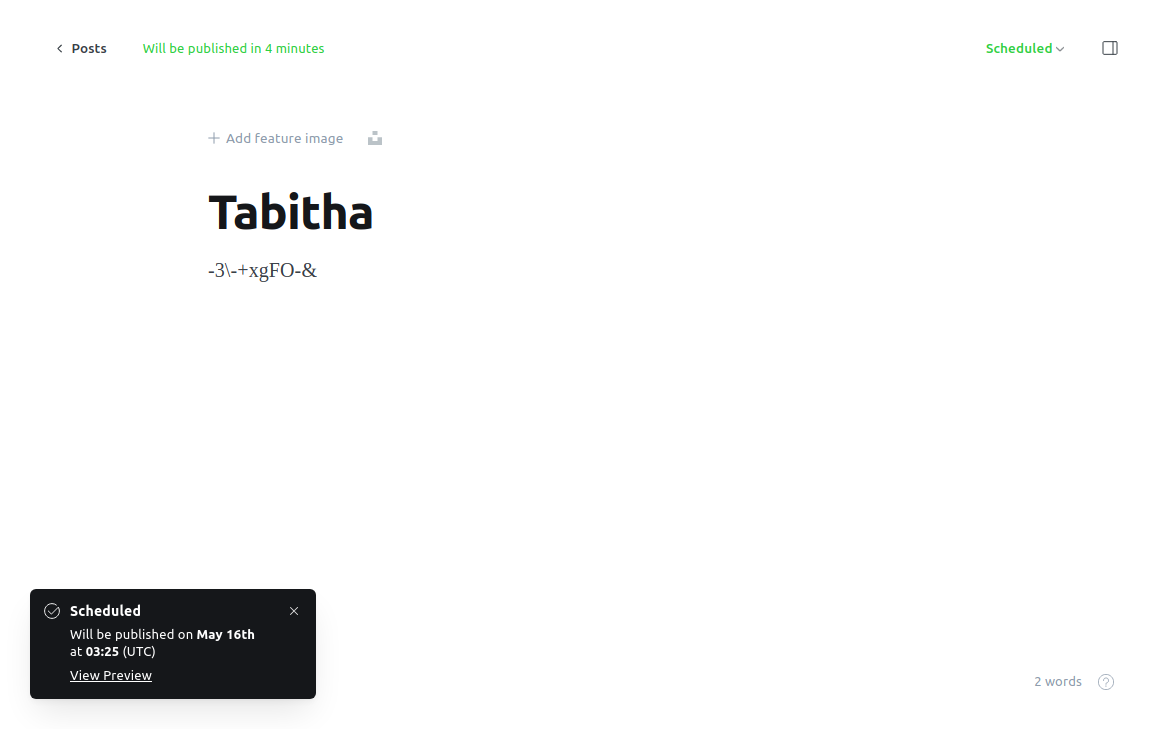 Posts
Will be published in 4 minutes
Scheduled
Add feature image
Tabitha
-3\-+xgFO-&
Scheduled
Will be published on May 16th
at 03:25 (UTC)
View Preview
2 words